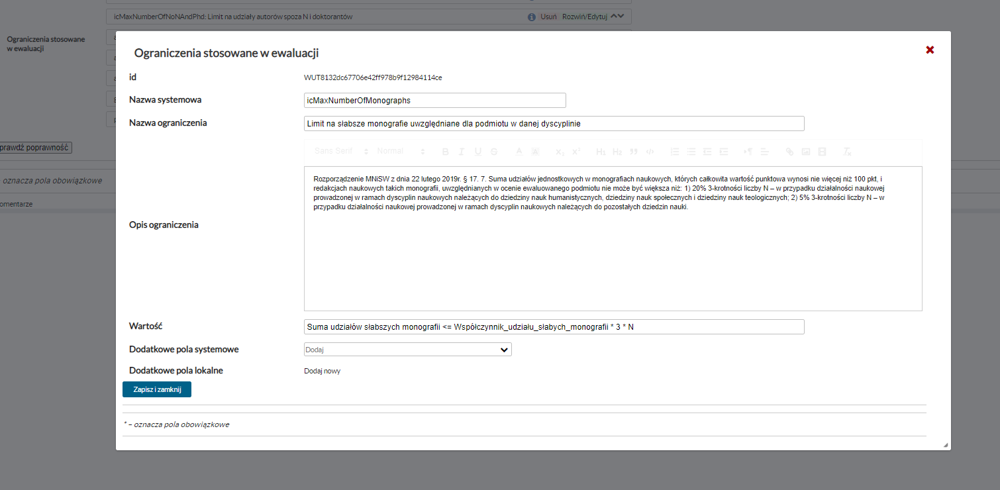 icMaxNumberOfNoNAndPhd: Limit na udziały autorów spoza N i doktorantów
Usuń Rozwiń/Edytuj
Ograniczenia stosowane
w ewaluacji
Ograniczenia stosowane w ewaluacji
id
WUT8132dc67706e42ff978b9f12984114ce
Nazwa systemowa
icMaxNumberOfMonographs
Nazwa ograniczenia
Limit na słabsze monografie uwzględniane dla podmiotu w danej dyscyplinie
prawdź poprawność
Sans Serif Normal
B I U S A A X₂ X² H₁ H₂
Rozporządzenie MNiSW z dnia 22 lutego 2019r. § 17. 7. Suma udziałów jednostkowych w monografiach naukowych, których całkowita wartość punktowa wynosi nie więcej niż 100 pkt, i
redakcjach naukowych takich monografii, uwzględnianych w ocenie ewaluowanego podmiotu nie może być większa niż: 1) 20% 3-krotności liczby N – w przypadku działalności naukowej
prowadzonej w ramach dyscyplin naukowych należących do dziedziny nauk humanistycznych, dziedziny nauk społecznych i dziedziny nauk teologicznych; 2) 5% 3-krotności liczby N – w
przypadku działalności naukowej prowadzonej w ramach dyscyplin naukowych należących do pozostałych dziedzin nauki.
– oznacza pola obowiązkowe
omentarze
Opis ograniczenia
Wartość
Suma udziałów słabszych monografii <= Współczynnik_udziału_słabych_monografii * 3 * N
Dodatkowe pola systemowe
Dodaj
Dodatkowe pola lokalne
Dodaj nowy
Zapisz i zamknij
* – oznacza pola obowiązkowe